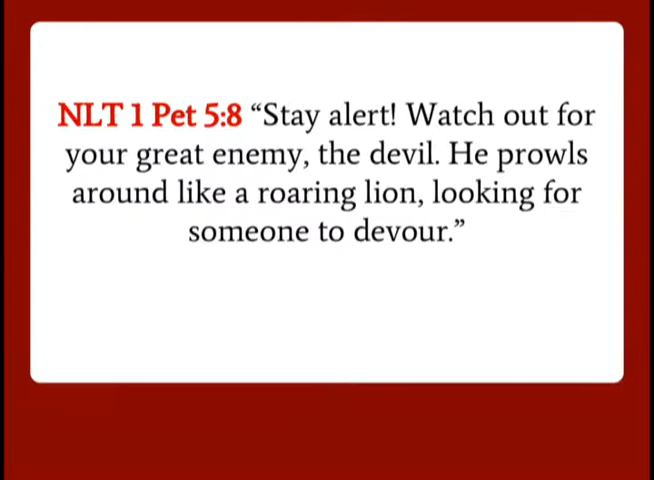 NLT 1 Pet 5:8 “Stay alert! Watch out for
your great enemy, the devil. He prowls
around like a roaring lion, looking for
someone to devour.”